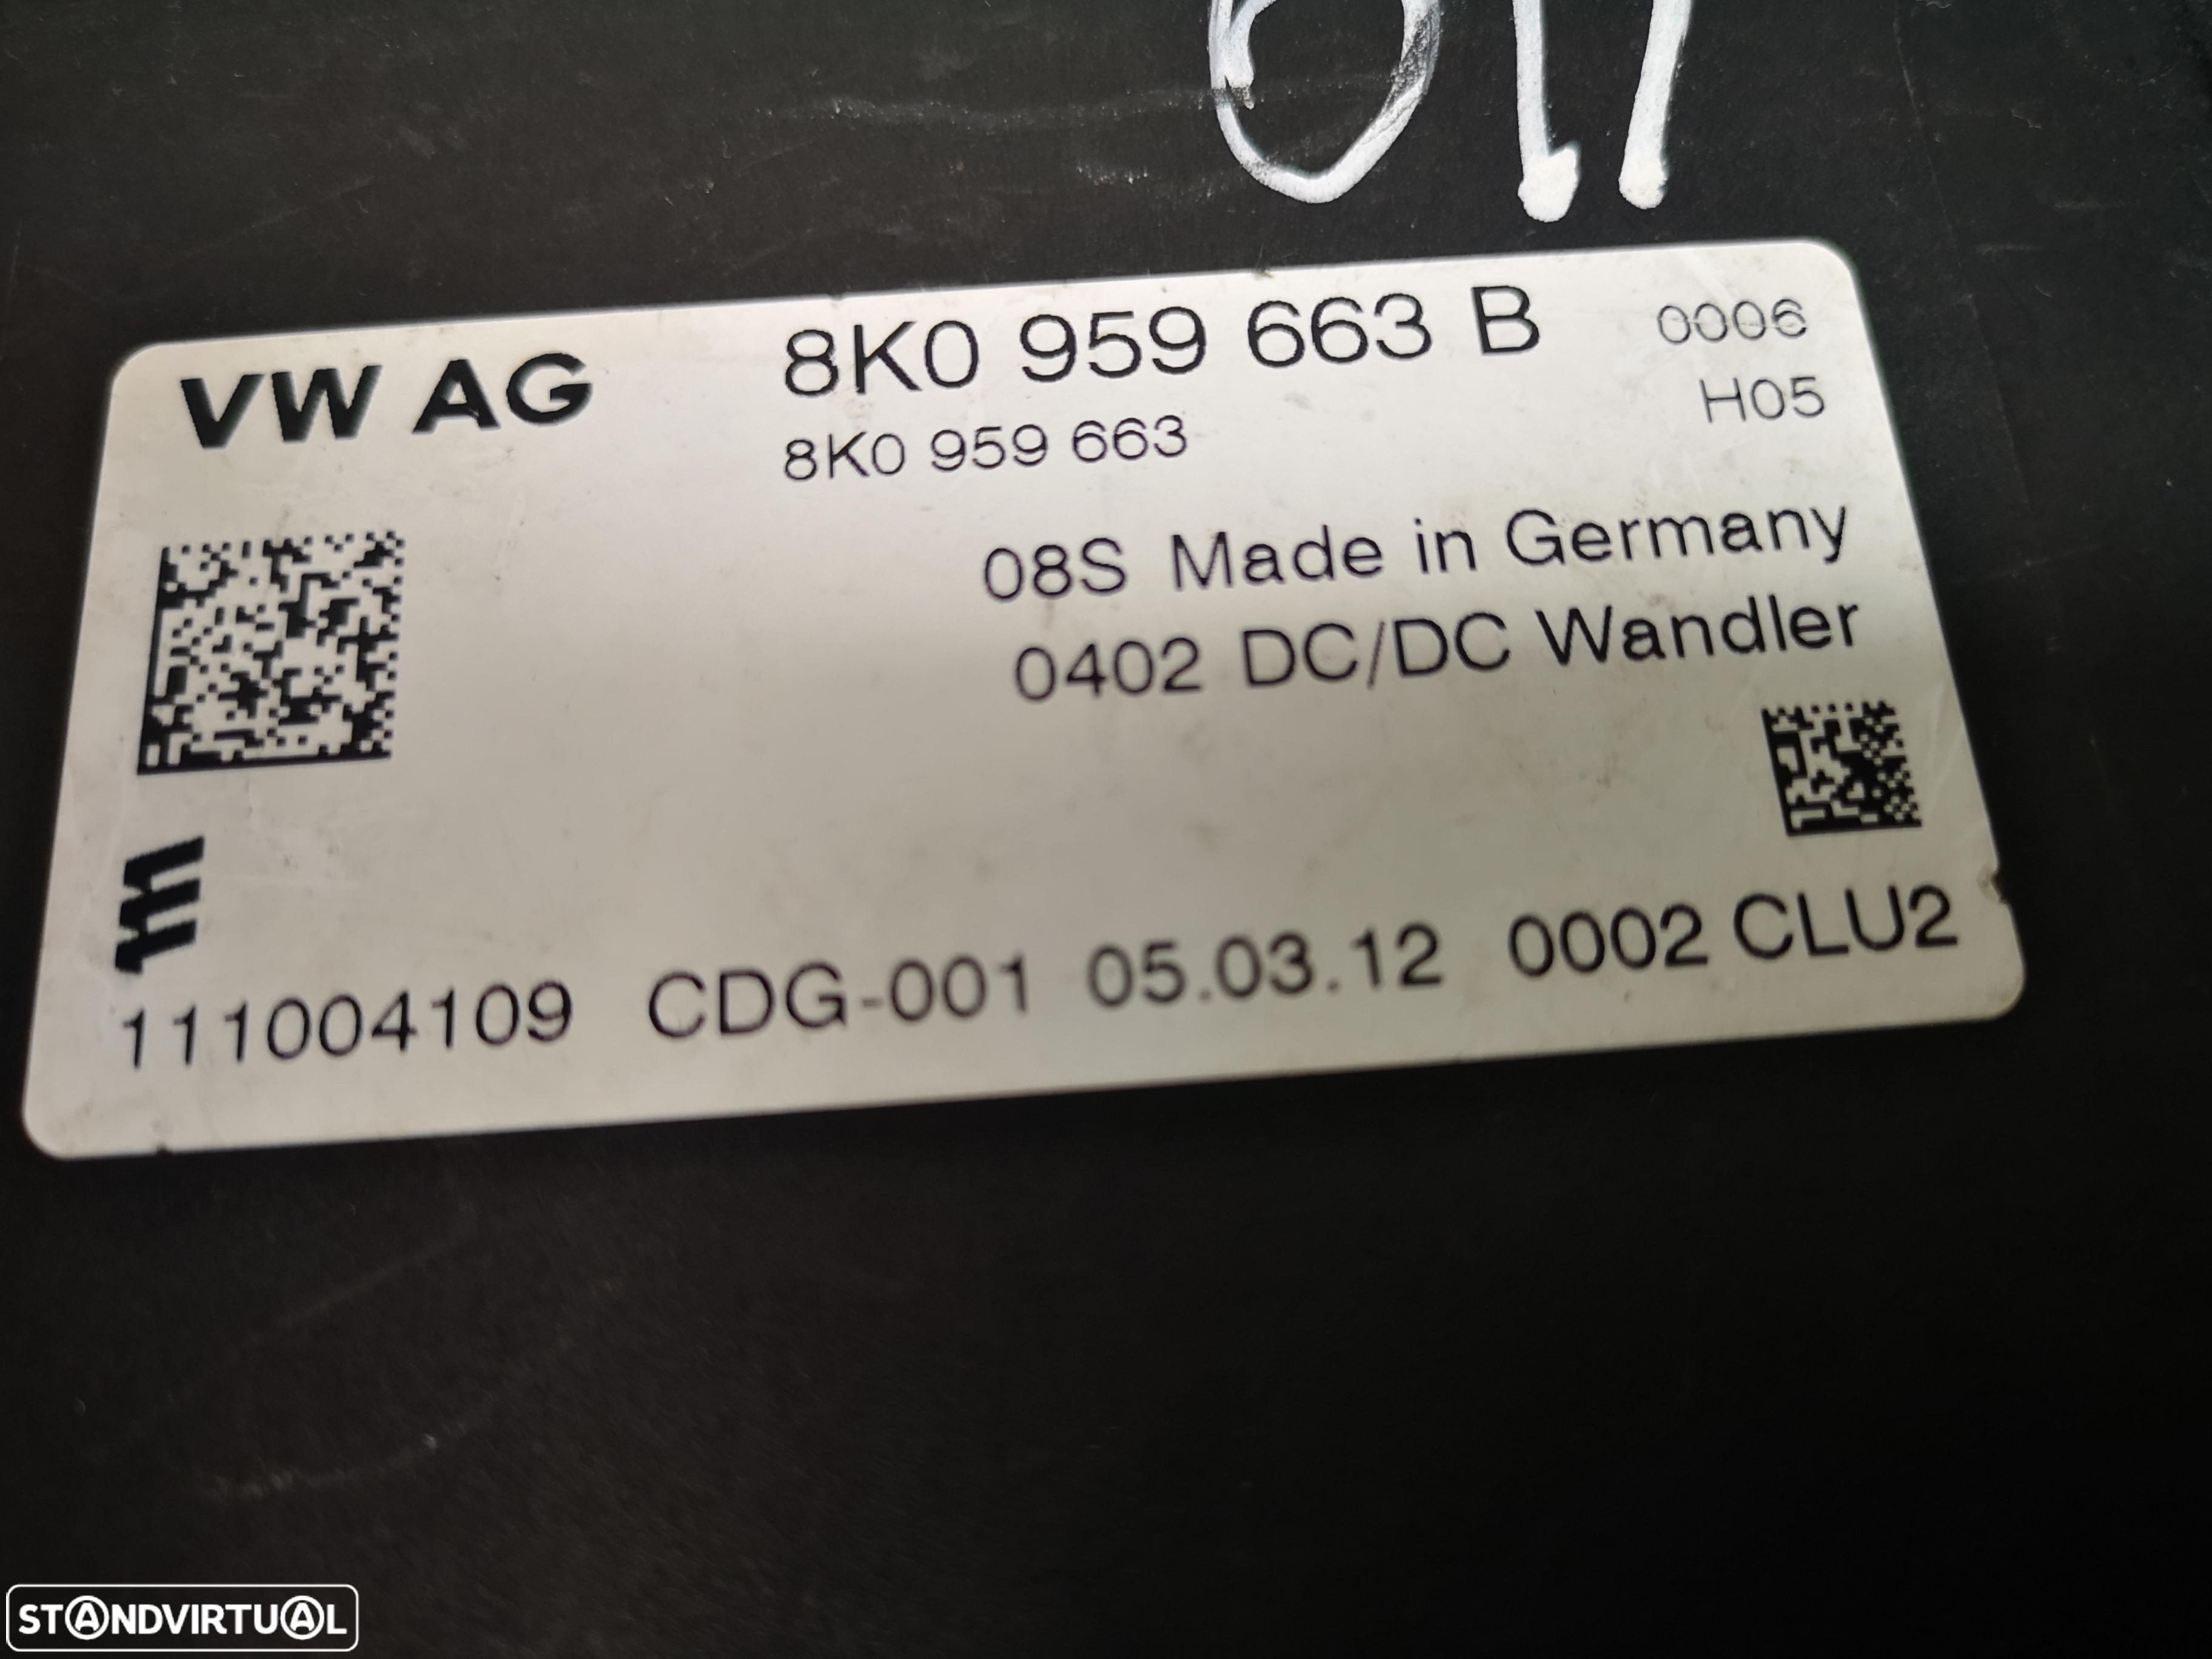 VW AG 8K0 959 663 B 0006
8K0 959 663 H05
08S Made in Germany
0402 DC/DC Wandler
111004109 CDG-001 05.03.12 0002 CLU2
STANDVIRTUAL